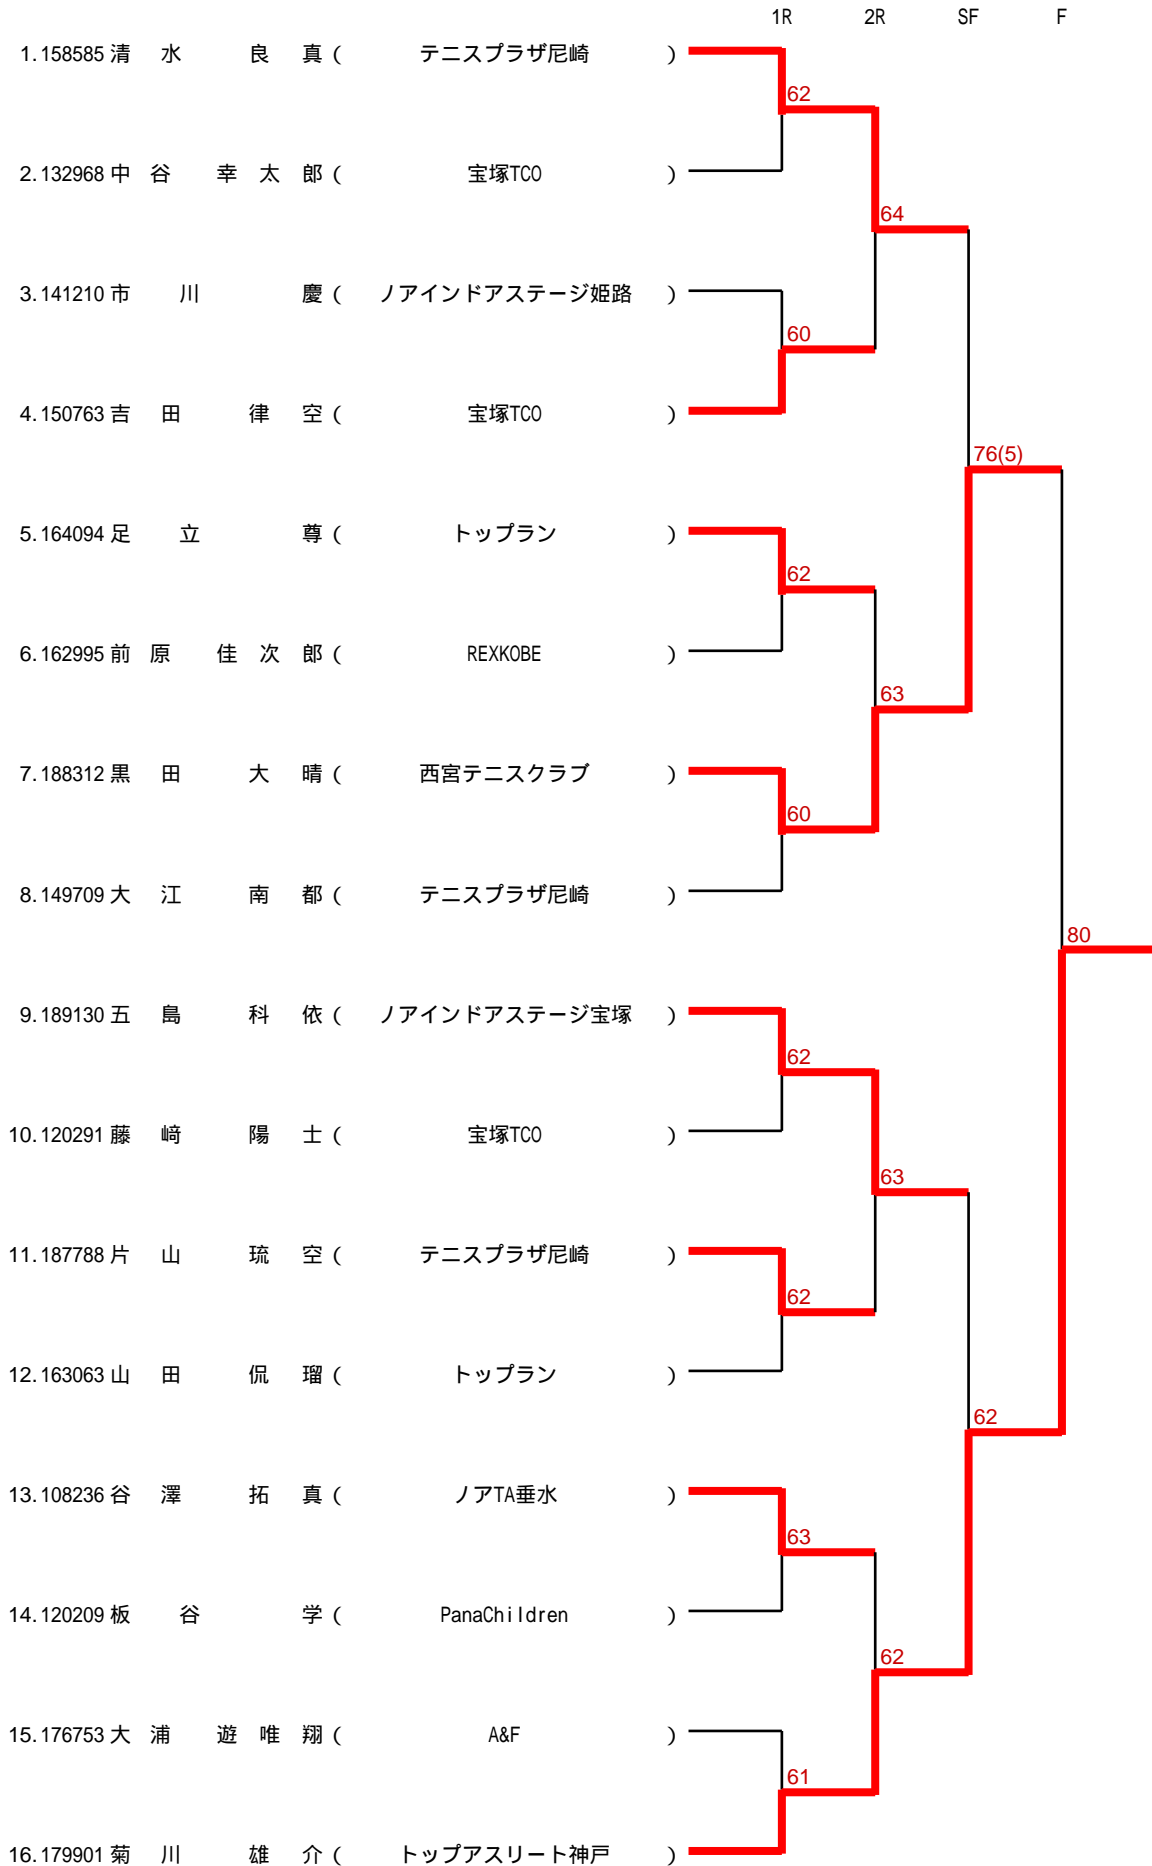 1R 2R SF F
1.158585 清 水 良 真 ( テニスプラザ尼崎 )
62
2.132968 中 谷 幸 太 郎 ( 宝塚TCO )
64
3.141210 市 川 慶 ( ノアインドアステージ姫路 )
60
4.150763 吉 田 律 空 ( 宝塚TCO )
76(5)
5.164094 足 立 尊 ( トップラン )
62
6.162995 前 原 佳 次 郎 ( REXKOBE )
63
7.188312 黒 田 大 晴 ( 西宮テニスクラブ )
60
8.149709 大 江 南 都 ( テニスプラザ尼崎 )
80
9.189130 五 島 科 依 ( ノアインドアステージ宝塚 )
62
10.120291 藤 﨑 陽 士 ( 宝塚TCO )
63
11.187788 片 山 琉 空 ( テニスプラザ尼崎 )
62
12.163063 山 田 侃 瑠 ( トップラン )
62
13.108236 谷 澤 拓 真 ( ノアTA垂水 )
63
14.120209 板 谷 学 ( PanaChildren )
62
15.176753 大 浦 遊 唯 翔 ( A&F )
61
16.179901 菊 川 雄 介 ( トップアスリート神戸 )